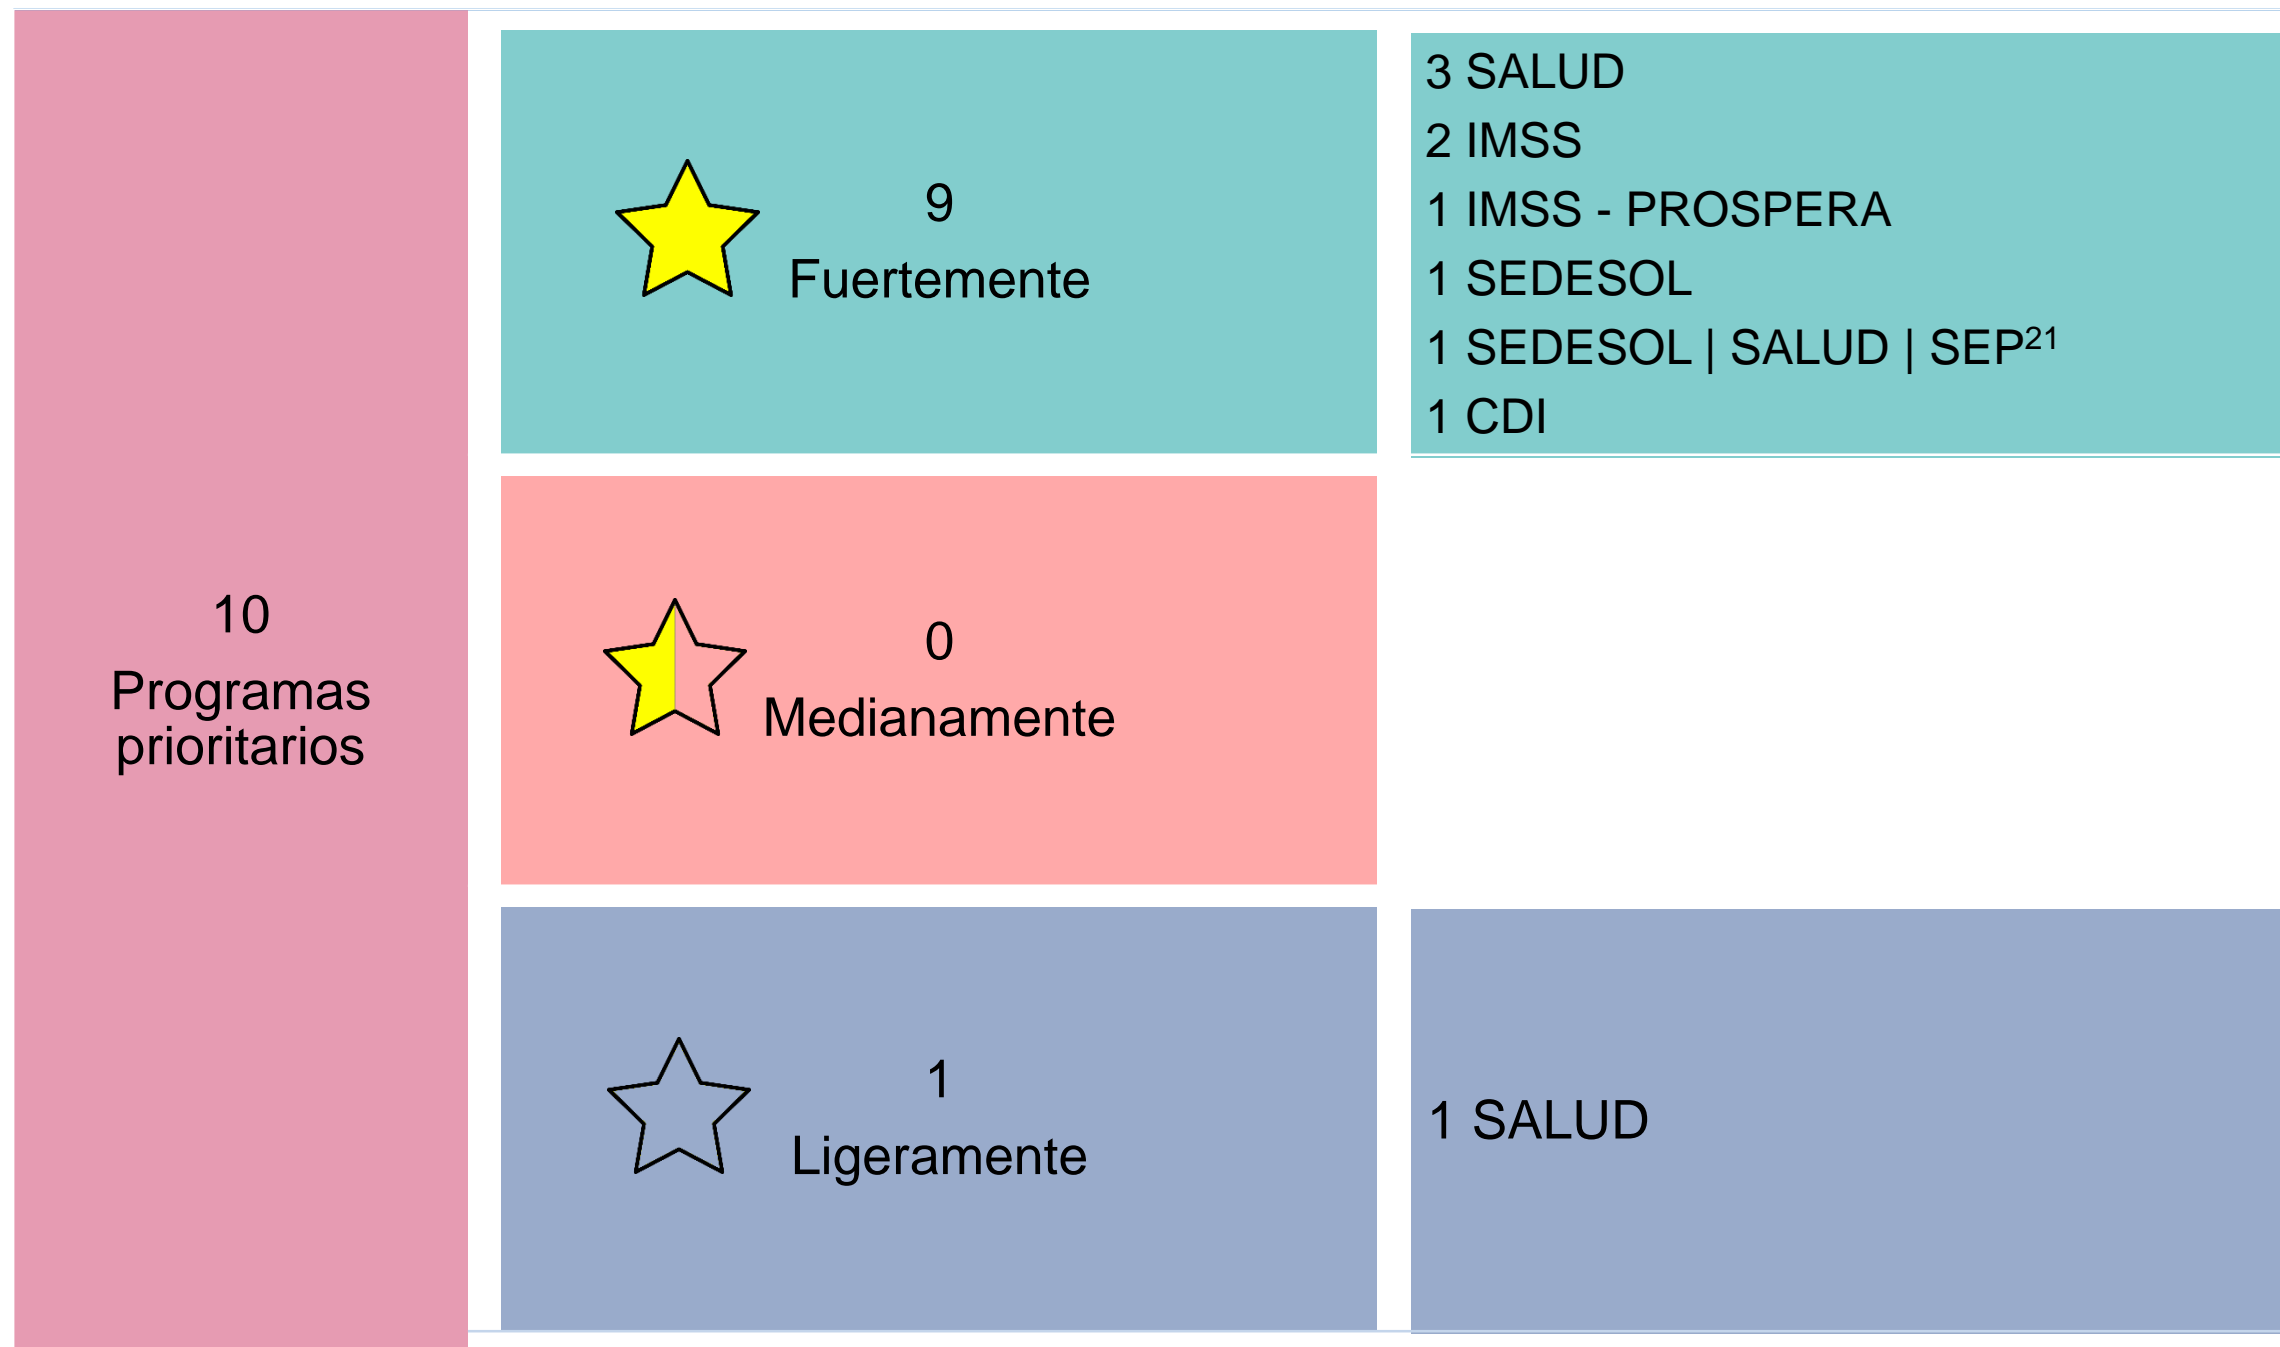 10
Programas
prioritarios
9
Fuertemente
3 SALUD
2 IMSS
1 IMSS - PROSPERA
1 SEDESOL
1 SEDESOL | SALUD | SEP²¹
1 CDI
0
Medianamente
1
Ligeramente
1 SALUD